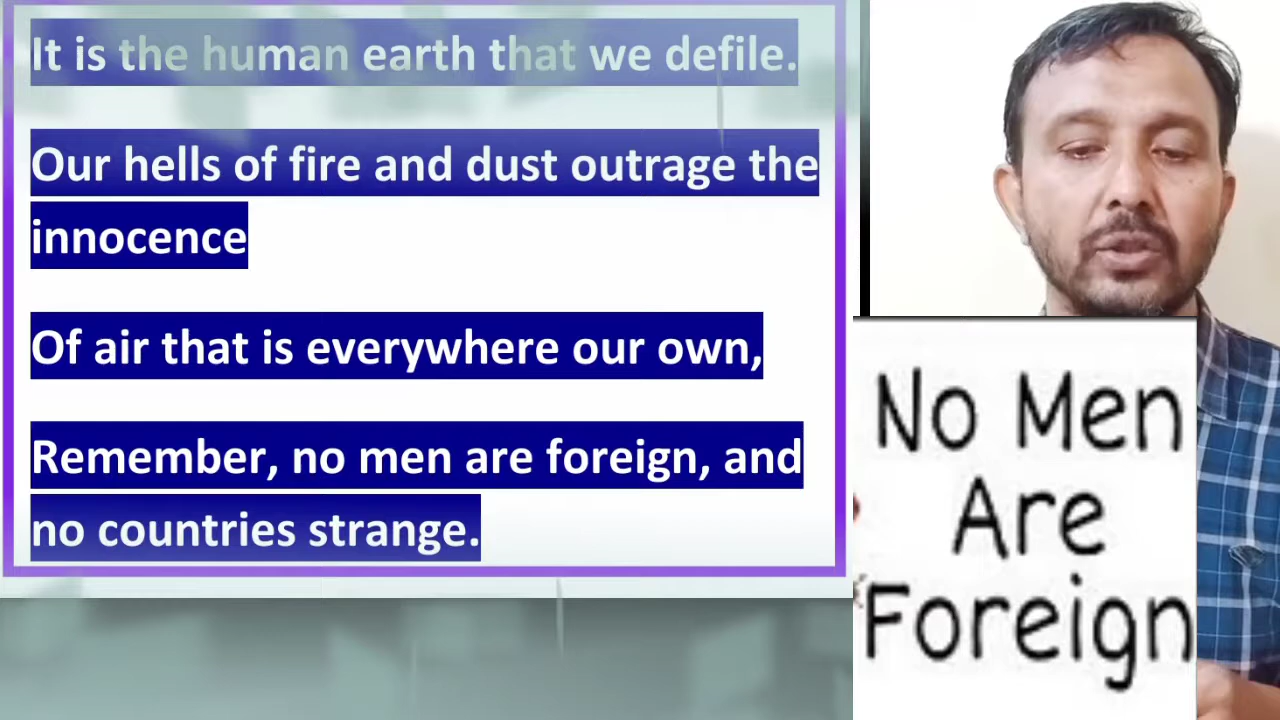 It is the human earth that we defile.
Our hells of fire and dust outrage the
innocence
Of air that is everywhere our own,
Remember, no men are foreign, and
no countries strange.
No Men
Are
Foreign